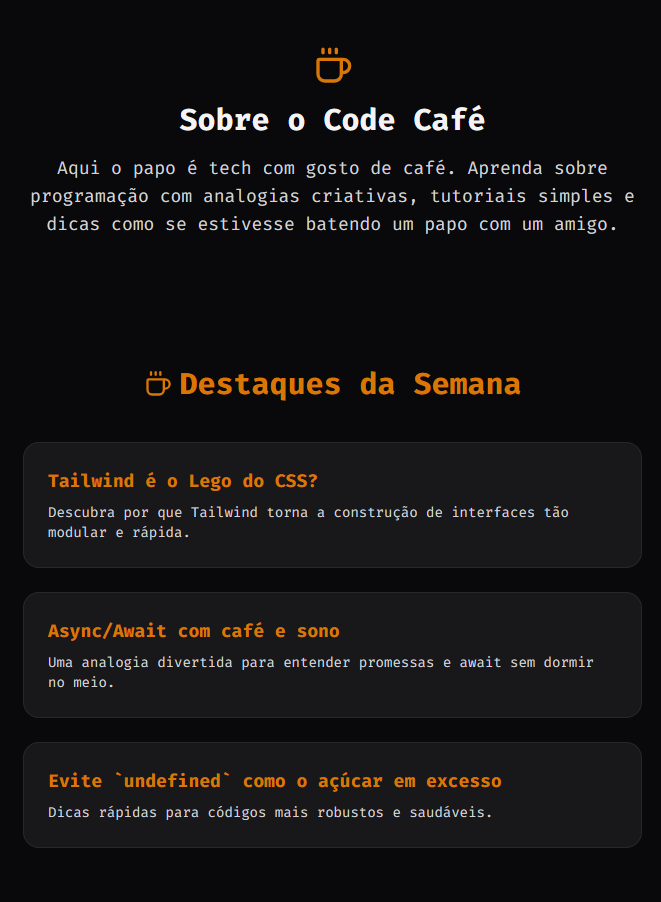 Sobre o Code Café
Aqui o papo é tech com gosto de café. Aprenda sobre
programação com analogias criativas, tutoriais simples e
dicas como se estivesse batendo um papo com um amigo.
Destaques da Semana
Tailwind é o Lego do CSS?
Descubra por que Tailwind torna a construção de interfaces tão
modular e rápida.
Async/Await com café e sono
Uma analogia divertida para entender promessas e await sem dormir
no meio.
Evite `undefined` como o açúcar em excesso
Dicas rápidas para códigos mais robustos e saudáveis.